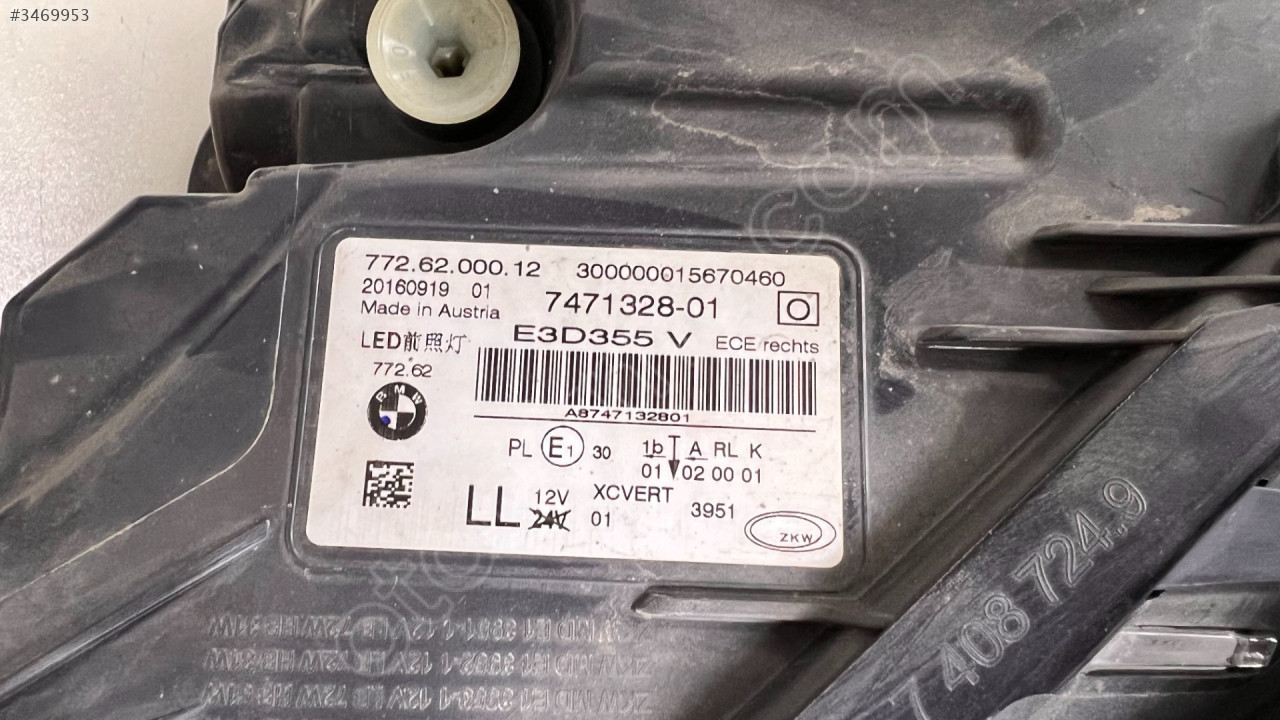 #3469953
772.62.000.12 300000015670460
20160919 01 7471328-01 O
Made in Austria
LED前照灯 E3D355 V ECE rechts
772.62
BMW
A8747132801
PL E1 30 1b A RL K
01 02 00 01
LL 12V XCVERT
24V 01 3951
ZKW
7 408 724.9
com
oto